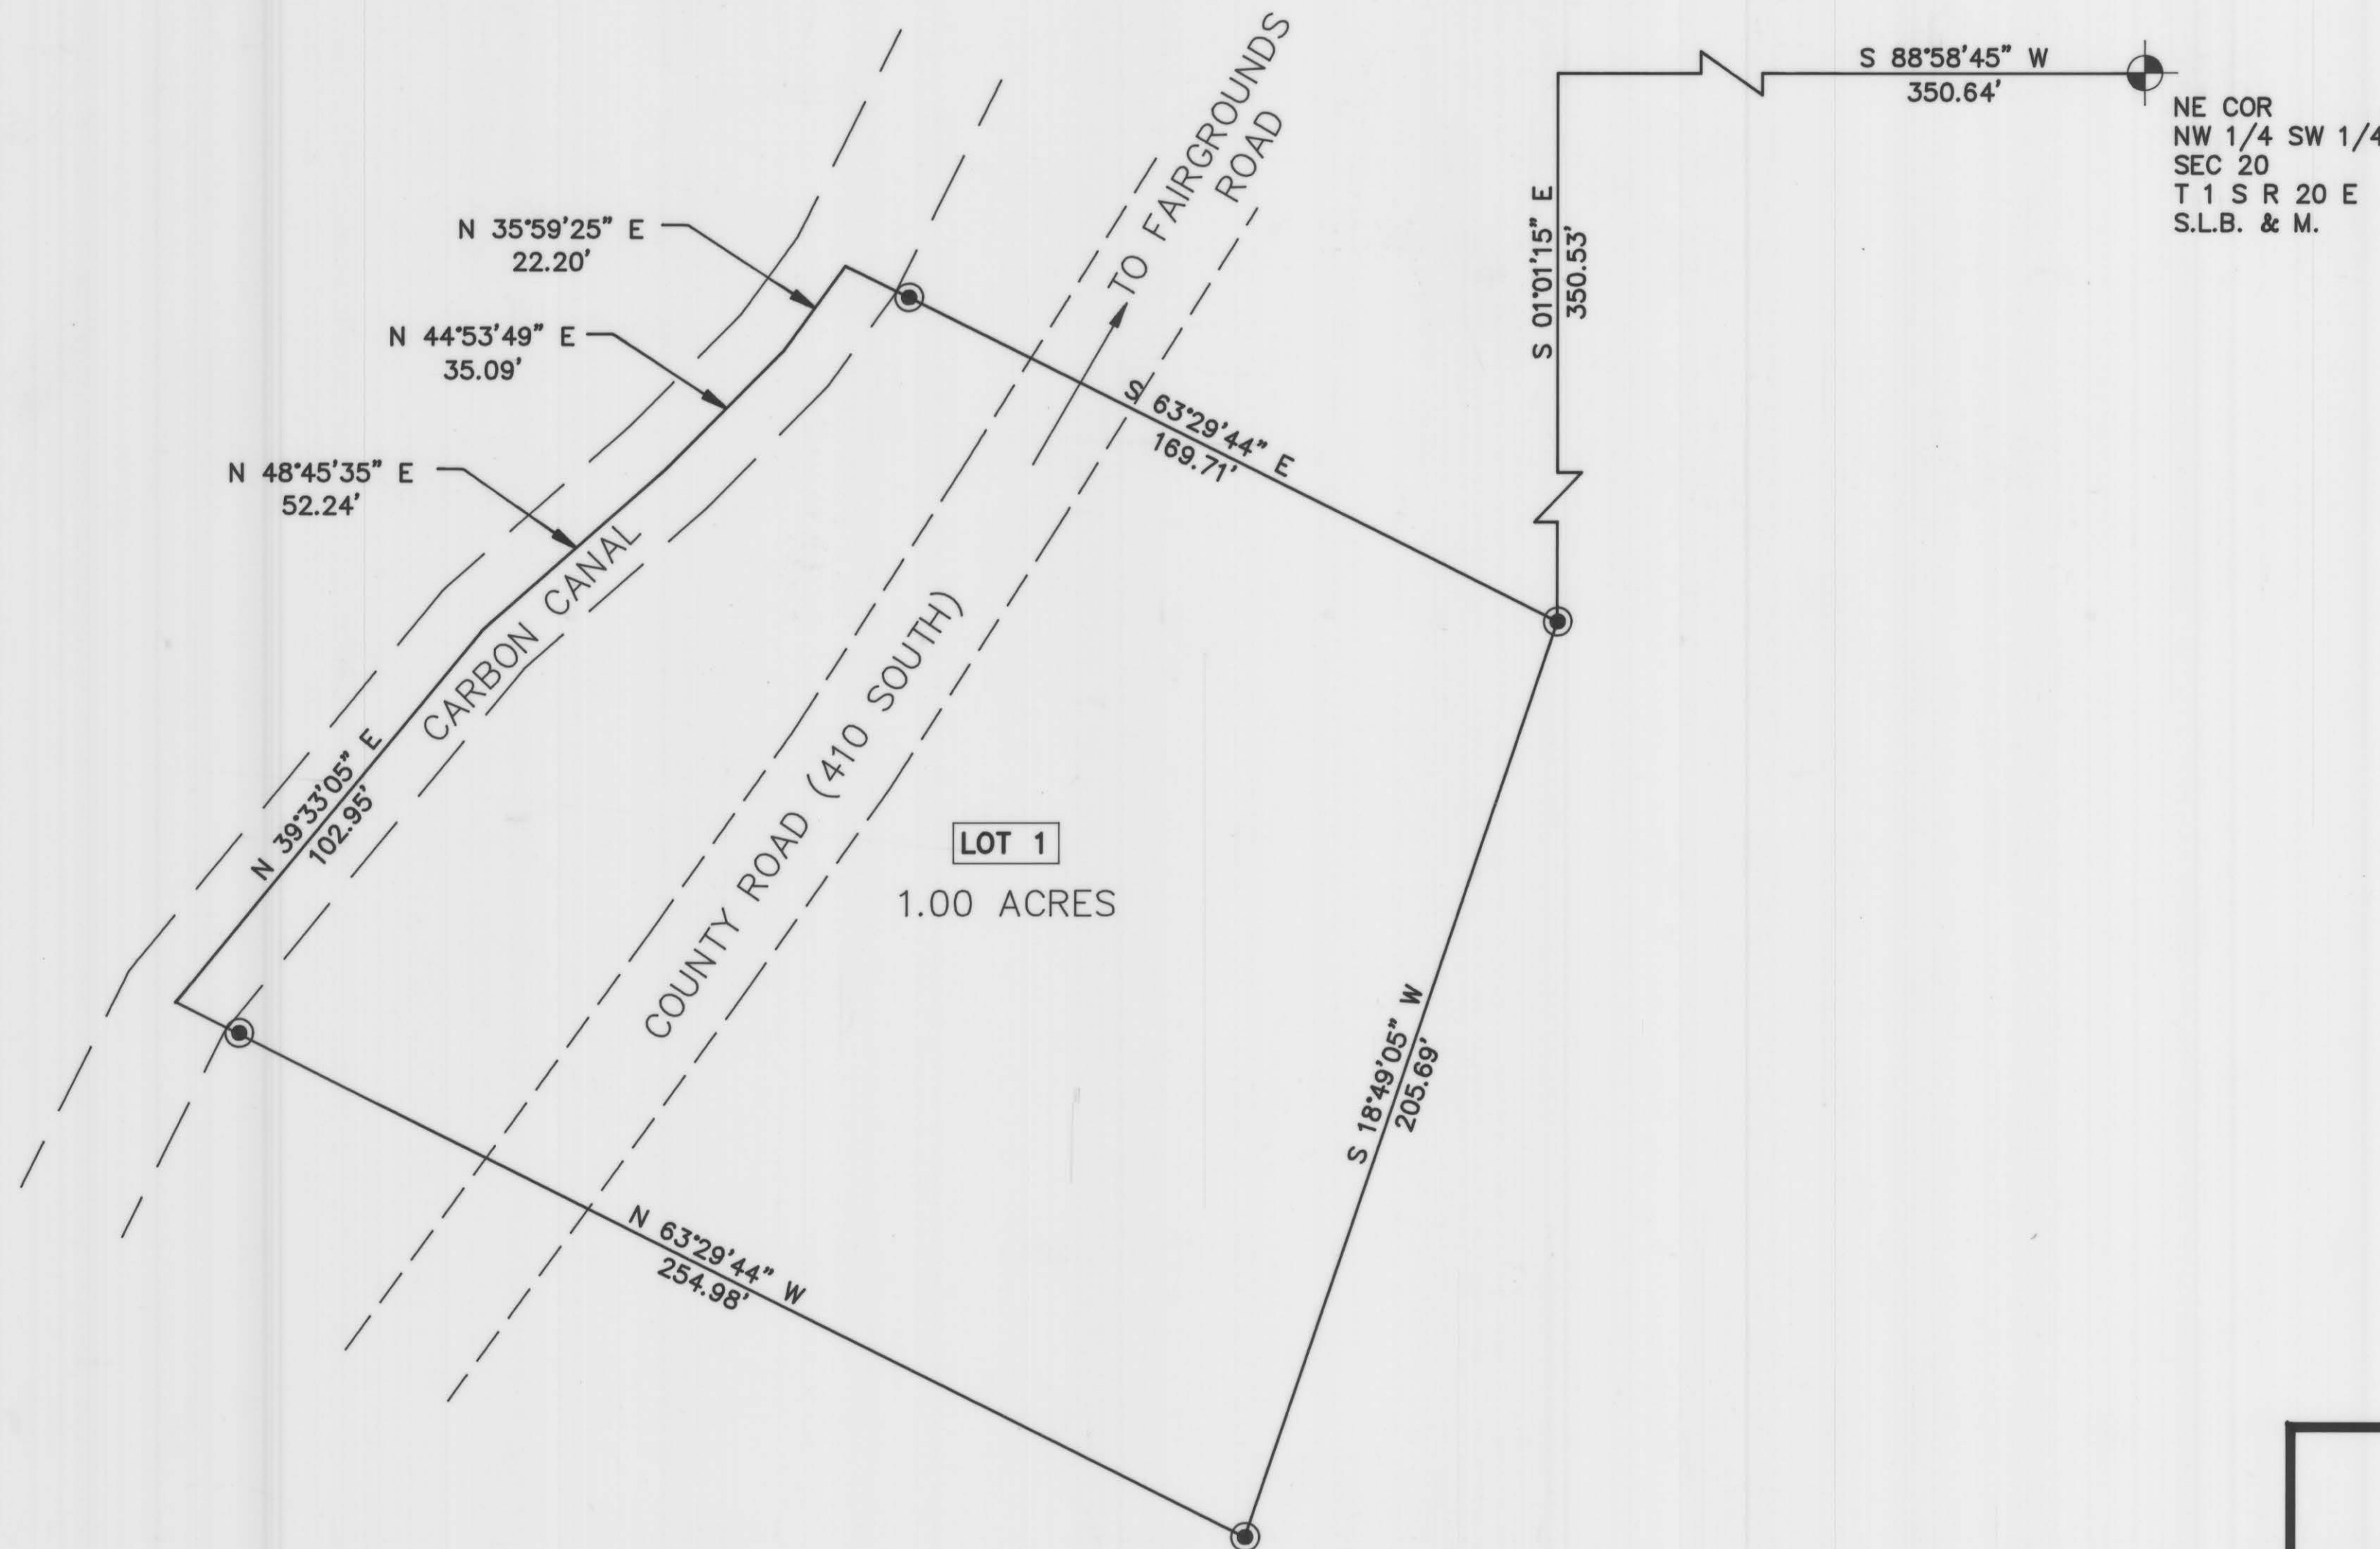 S 88°58'45" W
350.64'
NE COR
NW 1/4 SW 1/4
SEC 20
T 1 S R 20 E
S.L.B. & M.
TO FAIRGROUNDS
ROAD
S 01°01'15" E
350.53'
N 35°59'25" E
22.20'
N 44°53'49" E
35.09'
N 48°45'35" E
52.24'
S 63°29'44" E
169.71'
CARBON CANAL
N 39°33'05" E
102.95'
COUNTY ROAD (410 SOUTH)
LOT 1
1.00 ACRES
S 18°49'05" W
205.69'
N 63°29'44" W
254.98'